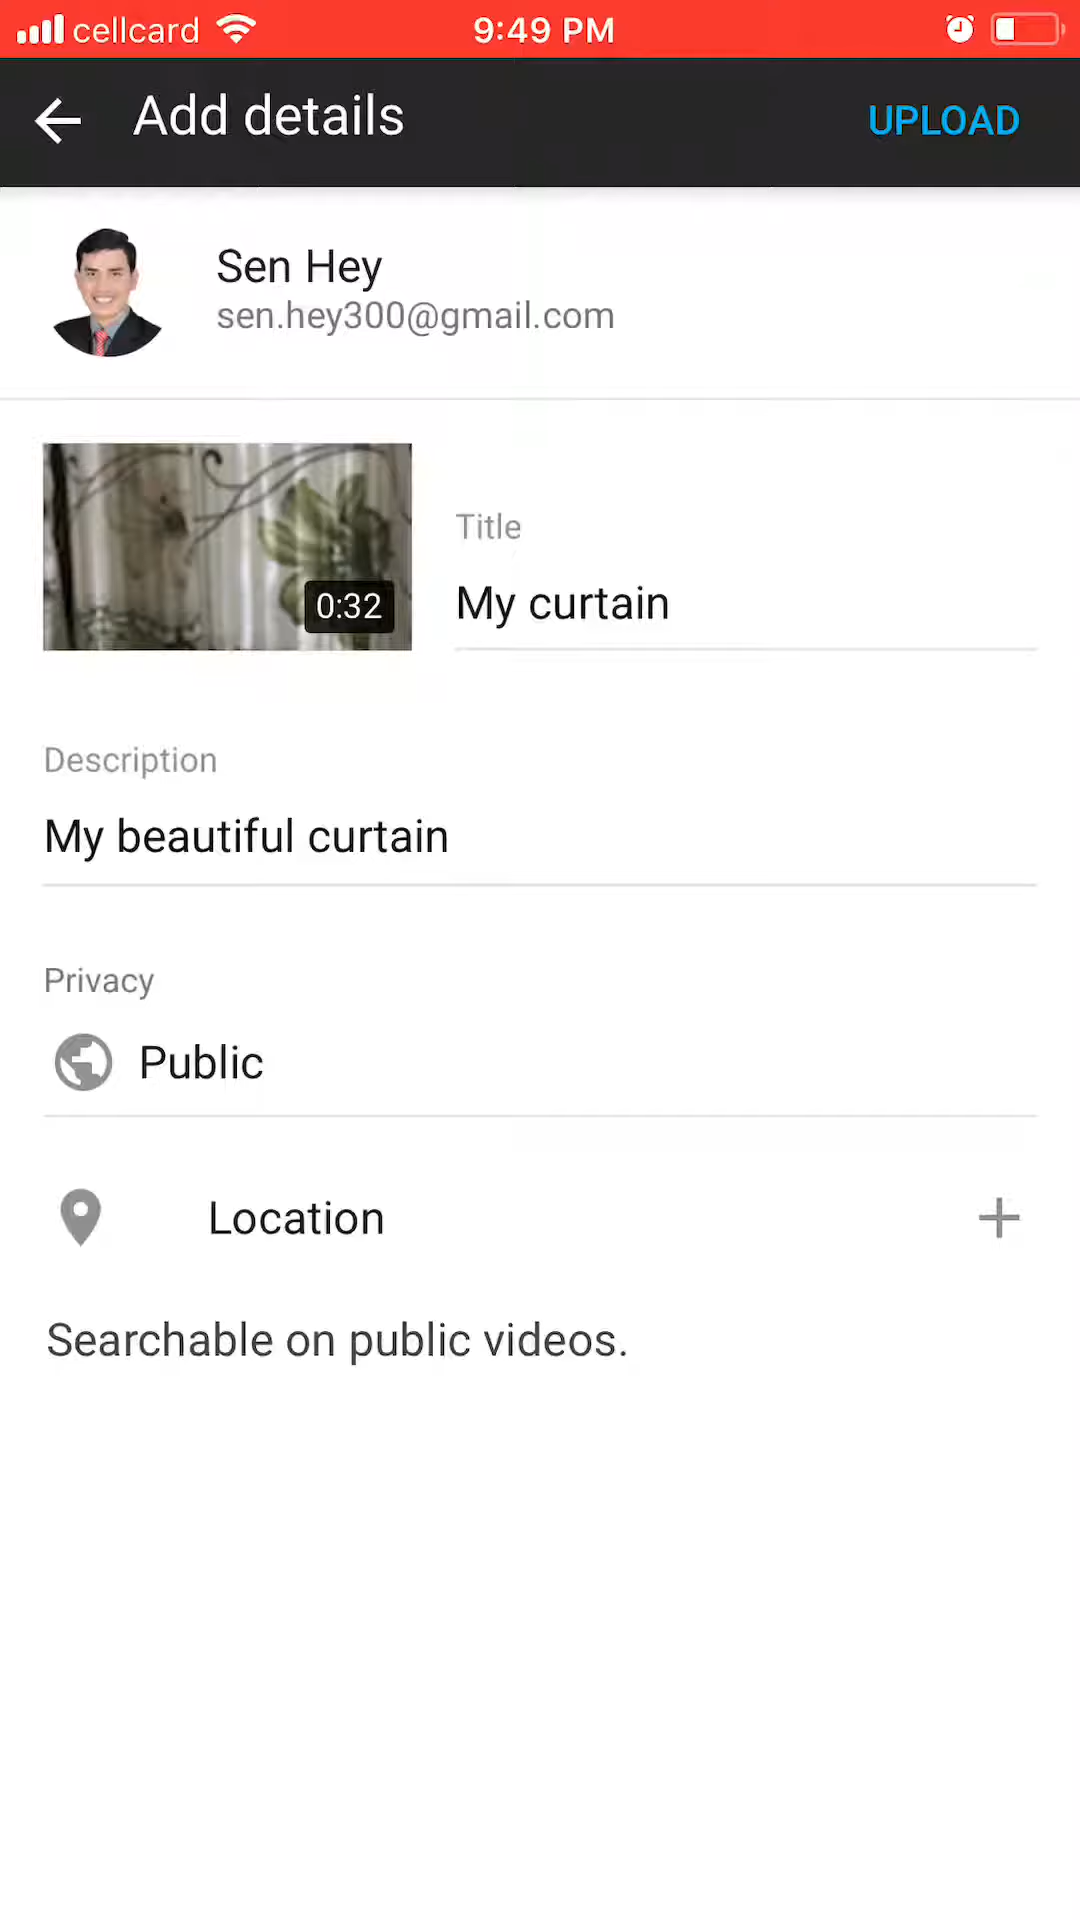 cellcard 9:49 PM
Add details UPLOAD
Sen Hey
sen.hey300@gmail.com
0:32
Title
My curtain
Description
My beautiful curtain
Privacy
Public
Location
Searchable on public videos.